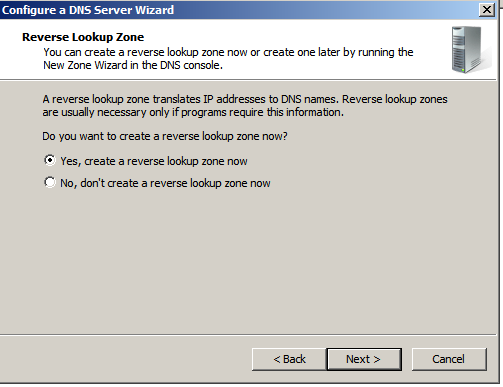 Configure a DNS Server Wizard
Reverse Lookup Zone
You can create a reverse lookup zone now or create one later by running the
New Zone Wizard in the DNS console.
A reverse lookup zone translates IP addresses to DNS names. Reverse lookup zones
are usually necessary only if programs require this information.
Do you want to create a reverse lookup zone now?
Yes, create a reverse lookup zone now
No, don't create a reverse lookup zone now
< Back Next > Cancel